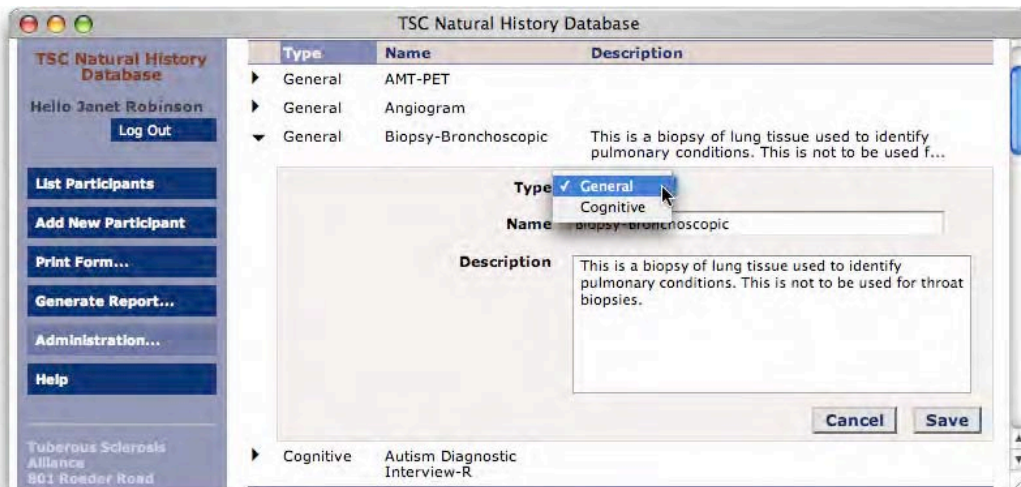 TSC Natural History Database
TSC Natural History
Database
Hello Janet Robinson
Log Out
List Participants
Add New Participant
Print Form...
Generate Report...
Administration...
Help
Tuberous Sclerosis
Alliance
801 Roeder Road
Type Name Description
General AMT-PET
General Angiogram
General Biopsy-Bronchoscopic This is a biopsy of lung tissue used to identify
pulmonary conditions. This is not to be used f...
Type ✓ General
Cognitive
Name Biopsy-Bronchoscopic
Description This is a biopsy of lung tissue used to identify
pulmonary conditions. This is not to be used for throat
biopsies.
Cancel Save
Cognitive Autism Diagnostic
Interview-R